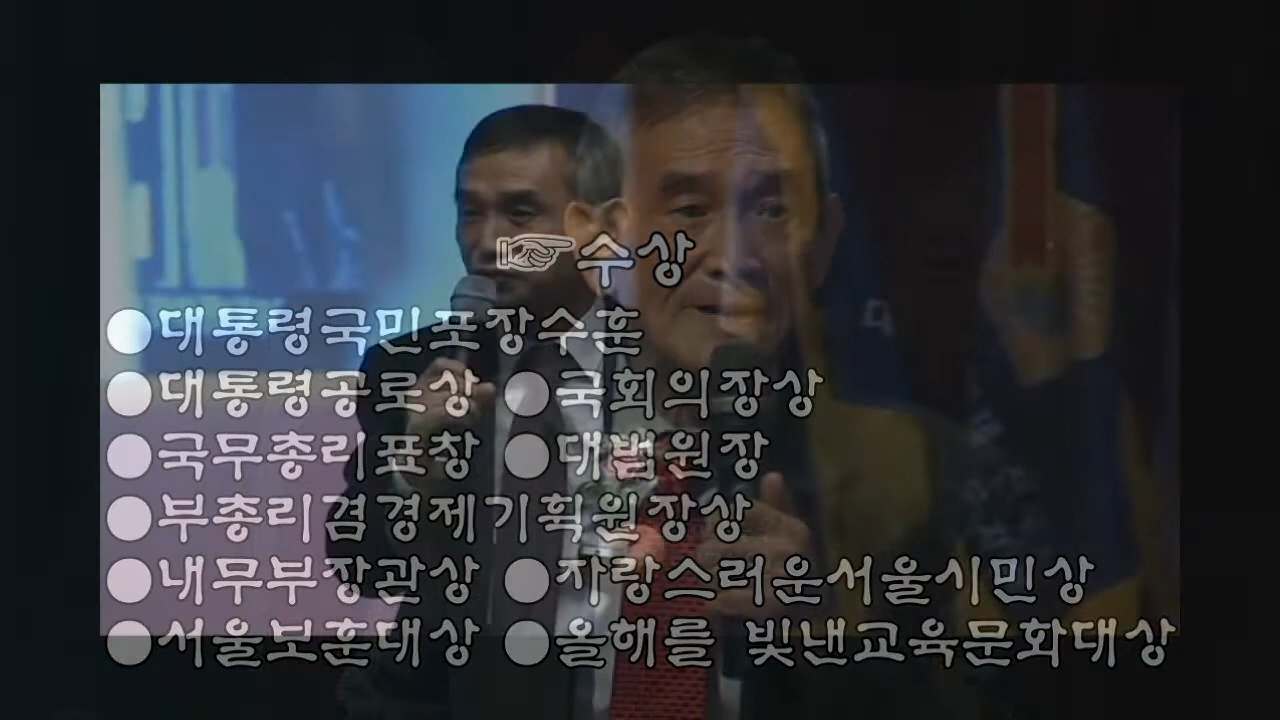 ☞수상
●대통령국민포장수훈
●대통령공로상 ●국회의장상
●국무총리표창 ●대법원장
●부총리겸경제기획원장상
●내무부장관상 ●자랑스러운서울시민상
●서울보훈대상 ●올해를 빛낸교육문화대상